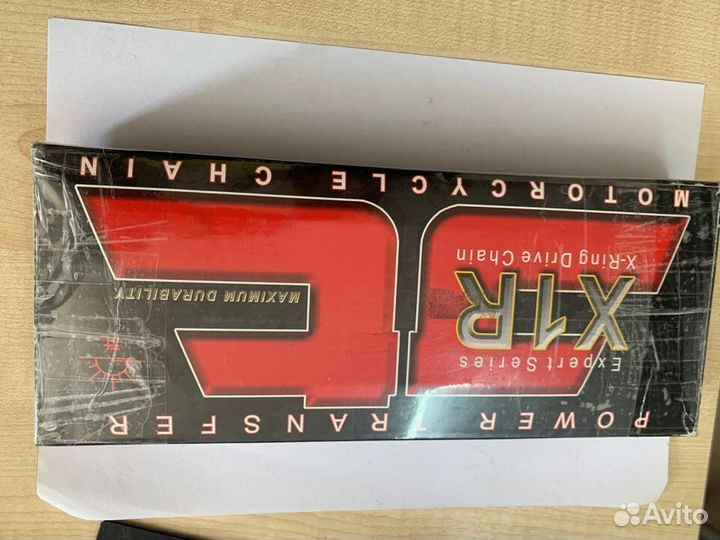 POWER TRANSFER
Expert Series
X1R
X-Ring Drive Chain
MAXIMUM DURABILITY
MOTORCYCLE CHAIN
Avito